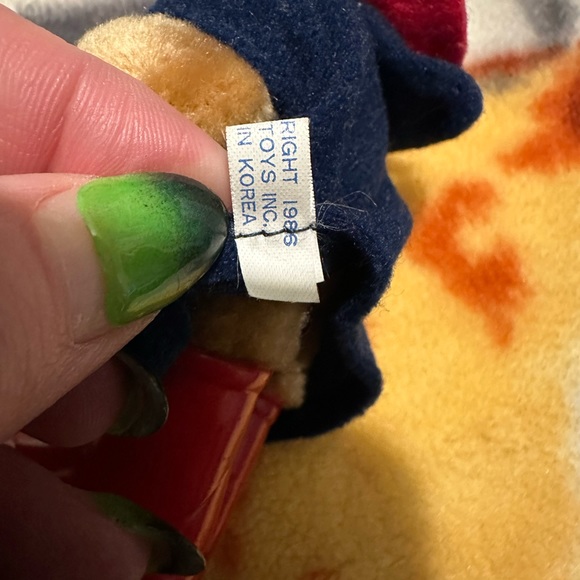 RIGHT 1986
TOYS INC.
IN KOREA